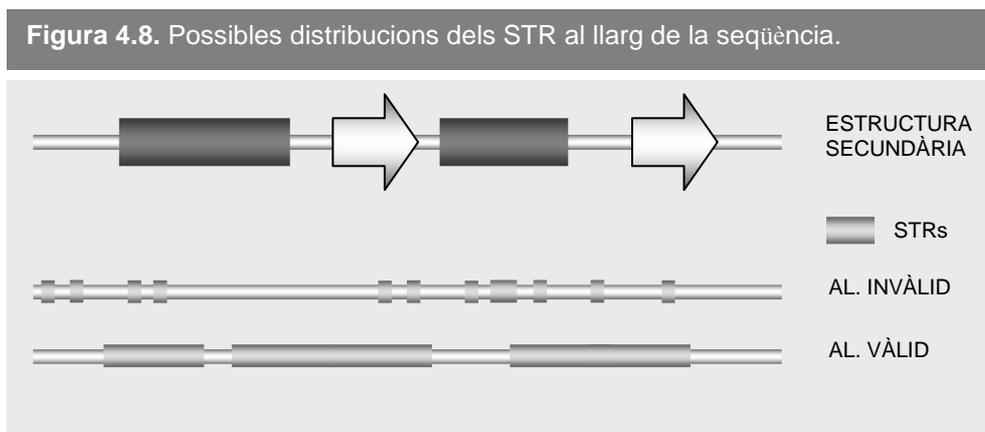 Figura 4.8. Possibles distribucions dels STR al llarg de la seqüència.
ESTRUCTURA
SECUNDÀRIA
STRs
AL. INVÀLID
AL. VÀLID